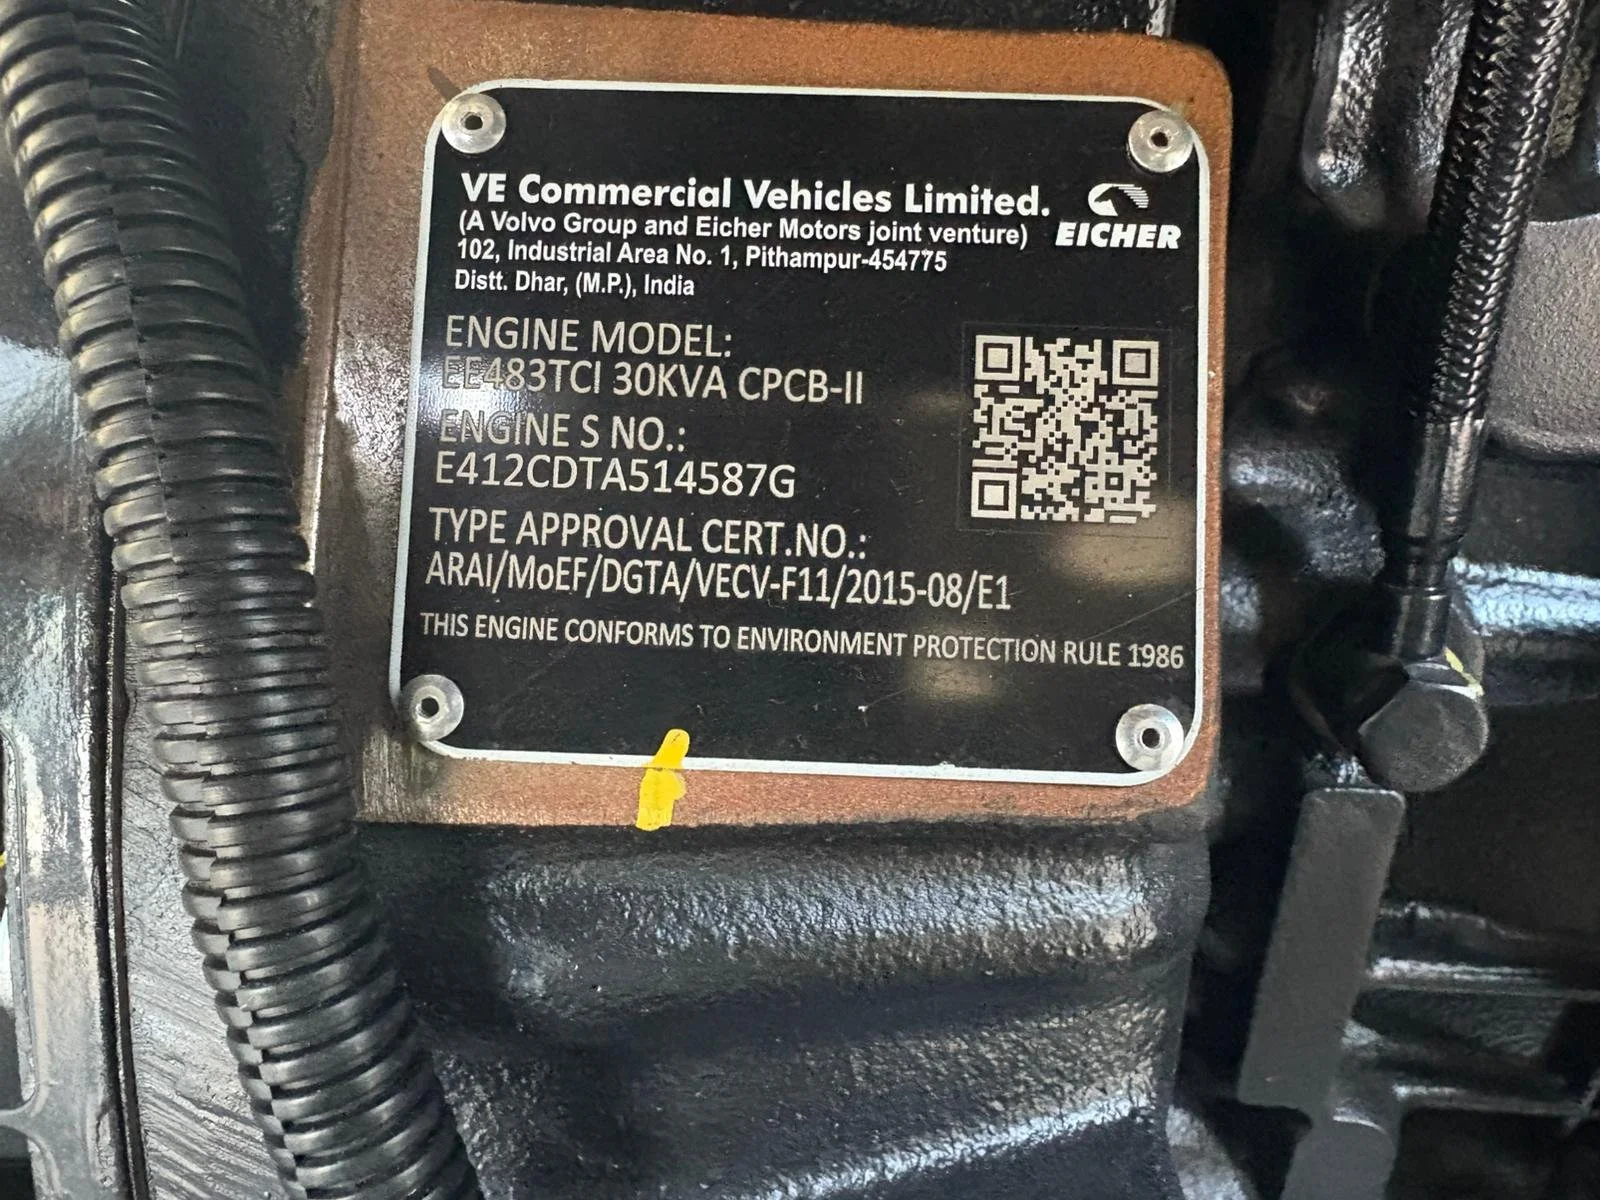 VE Commercial Vehicles Limited.
(A Volvo Group and Eicher Motors joint venture)
EICHER
102, Industrial Area No. 1, Pithampur-454775
Distt. Dhar, (M.P.), India
ENGINE MODEL:
EE483TCI 30KVA CPCB-II
ENGINE S NO.:
E412CDTA514587G
TYPE APPROVAL CERT.NO.:
ARAI/MoEF/DGTA/VECV-F11/2015-08/E1
THIS ENGINE CONFORMS TO ENVIRONMENT PROTECTION RULE 1986